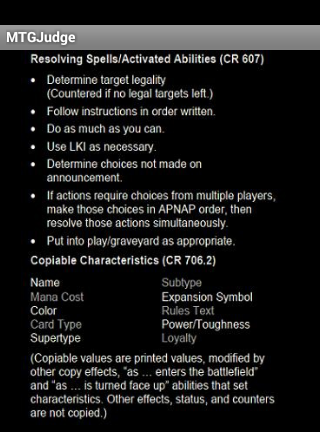 MTGJudge
Resolving Spells/Activated Abilities (CR 607)
• Determine target legality
(Countered if no legal targets left.)
• Follow instructions in order written.
• Do as much as you can.
• Use LKI as necessary.
• Determine choices not made on
announcement.
• If actions require choices from multiple players,
make those choices in APNAP order, then
resolve those actions simultaneously.
• Put into play/graveyard as appropriate.
Copiable Characteristics (CR 706.2)
Name Subtype
Mana Cost Expansion Symbol
Color Rules Text
Card Type Power/Toughness
Supertype Loyalty
(Copiable values are printed values, modified by
other copy effects, "as ... enters the battlefield"
and "as ... is turned face up" abilities that set
characteristics. Other effects, status, and counters
are not copied.)